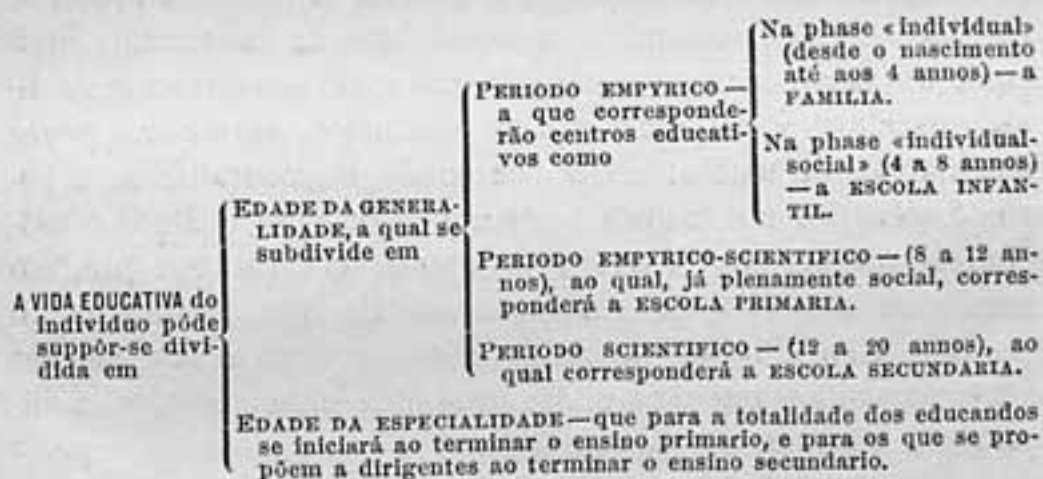 A VIDA EDUCATIVA do
individuo póde
suppôr-se divi-
dida em
EDADE DA GENERA-
LIDADE, a qual se
subdivide em
PERIODO EMPYRICO —
a que corresponde-
rão centros educati-
vos como
Na phase «individual»
(desde o nascimento
até aos 4 annos) — a
FAMILIA.
Na phase «individual-
social» (4 a 8 annos)
— a ESCOLA INFAN-
TIL.
PERIODO EMPYRICO-SCIENTIFICO — (8 a 12 an-
nos), ao qual, já plenamente social, corres-
ponderá a ESCOLA PRIMARIA.
PERIODO SCIENTIFICO — (12 a 20 annos), ao
qual corresponderá a ESCOLA SECUNDARIA.
EDADE DA ESPECIALIDADE — que para a totalidade dos educandos
se iniciará ao terminar o ensino primario, e para os que se pro-
põem a dirigentes ao terminar o ensino secundario.